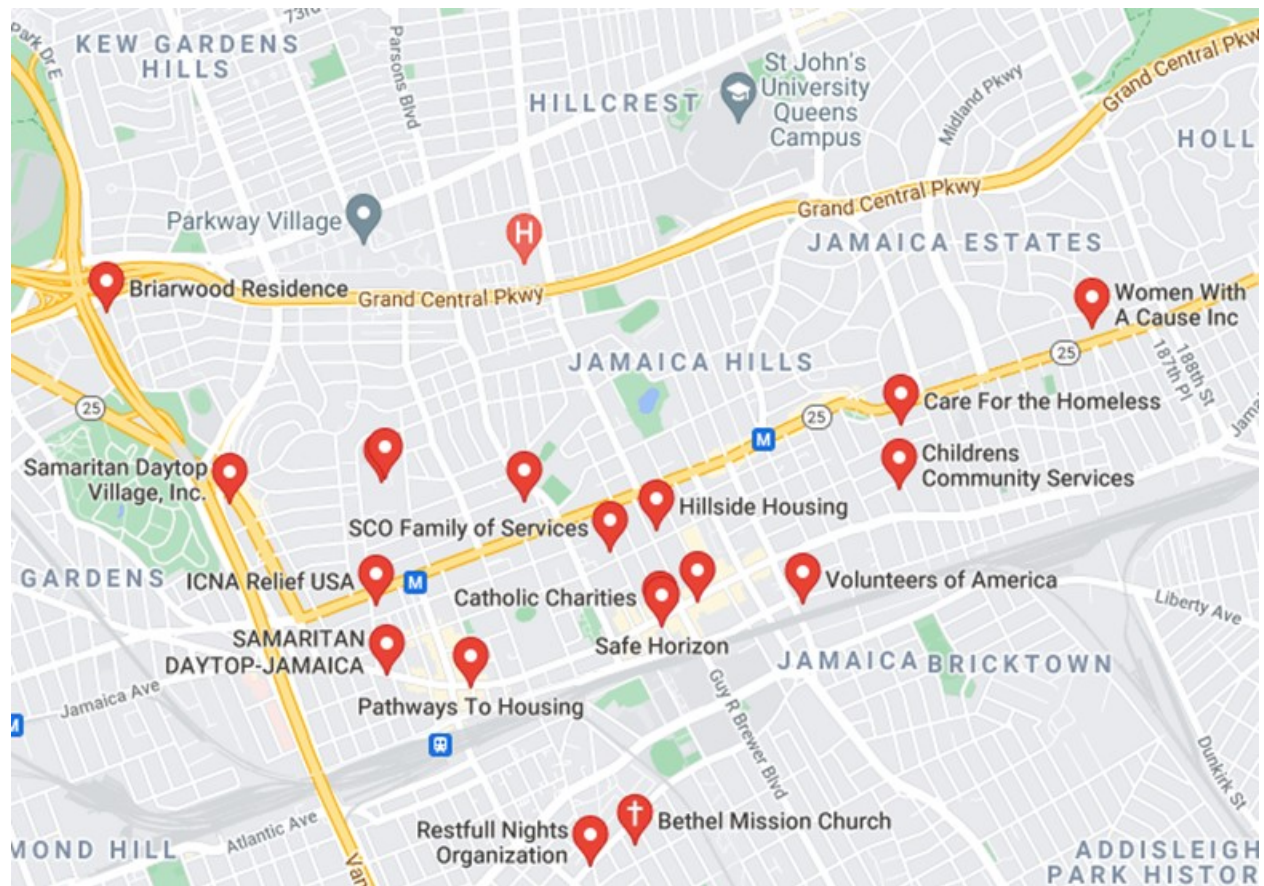 73rd
Park Dr E
KEW GARDENS
HILLS
Parsons Blvd
HILLCREST
St John's
University
Queens
Campus
Midland Pkwy
Grand Central Pkwy
HOLL
Parkway Village
H
Grand Central Pkwy
JAMAICA ESTATES
Briarwood Residence
Grand Central Pkwy
Women With
A Cause Inc
JAMAICA HILLS
25
188th St
187th Pl
25
Care For the Homeless
25
M
Jama
Samaritan Daytop
Village, Inc.
Childrens
Community Services
SCO Family of Services
Hillside Housing
GARDENS
ICNA Relief USA
M
Catholic Charities
Volunteers of America
Liberty Ave
SAMARITAN
DAYTOP-JAMAICA
Safe Horizon
JAMAICA
BRICKTOWN
Jamaica Ave
Pathways To Housing
Guy R Brewer Blvd
M
Dunkirk St
Atlantic Ave
Restfull Nights
Organization
Bethel Mission Church
MOND HILL
Van
ADDISLEIGH
PARK HISTOR